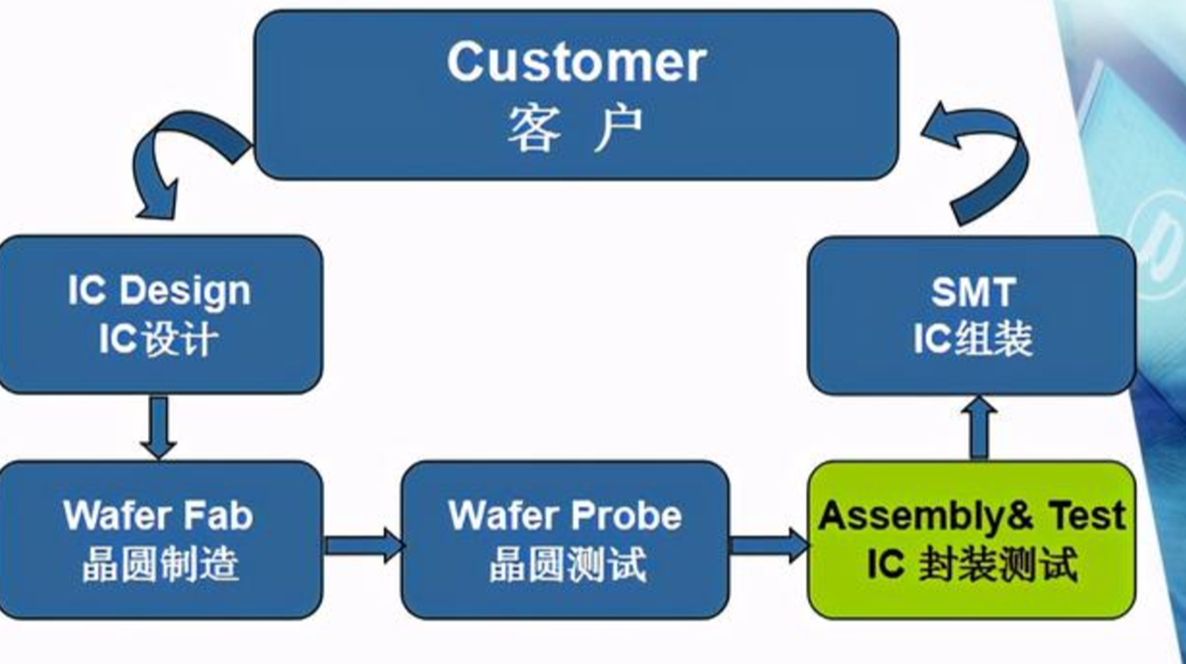 Customer
客 户
IC Design
IC设计
SMT
IC组装
Wafer Fab
晶圆制造
Wafer Probe
晶圆测试
Assembly& Test
IC 封装测试